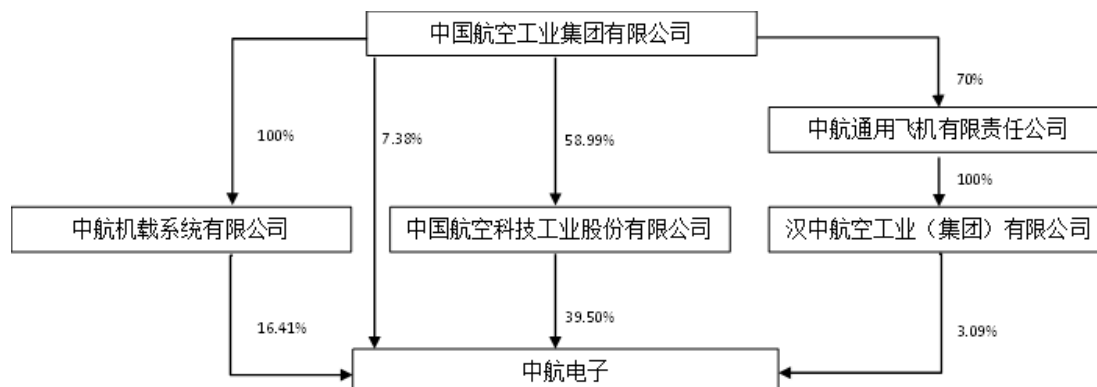 中国航空工业集团有限公司
70%
中航通用飞机有限责任公司
100%
7.38%
58.99%
100%
中航机载系统有限公司
中国航空科技工业股份有限公司
汉中航空工业（集团）有限公司
16.41%
39.50%
3.09%
中航电子